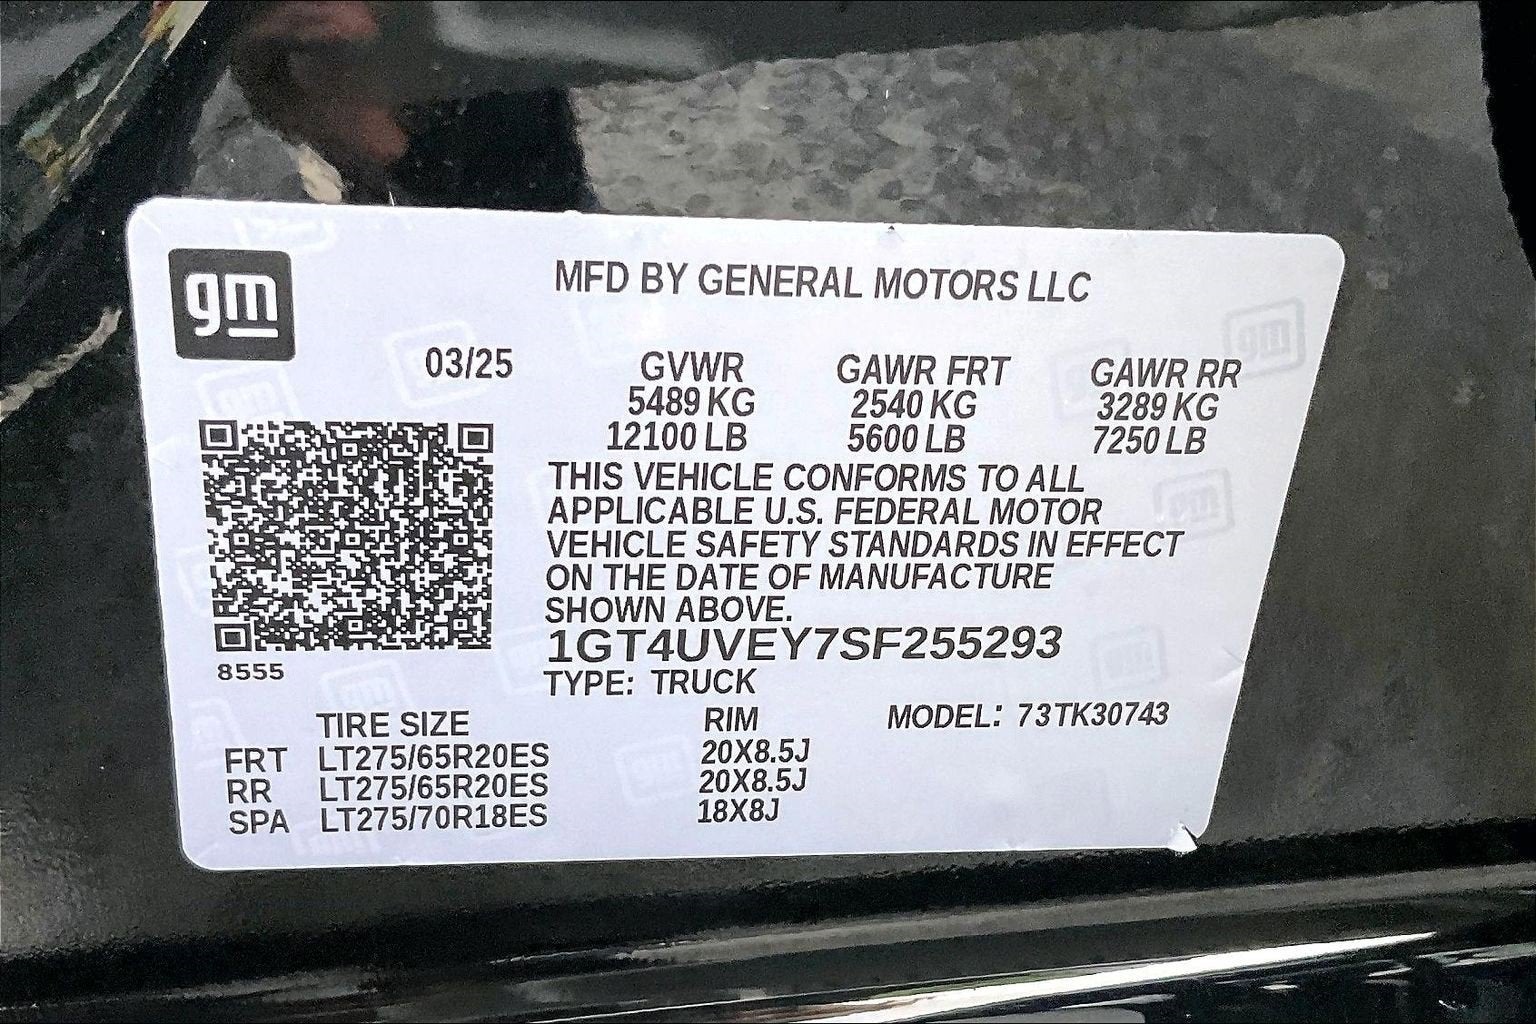 gm
MFD BY GENERAL MOTORS LLC
03/25
GVWR GAWR FRT GAWR RR
5489 KG 2540 KG 3289 KG
12100 LB 5600 LB 7250 LB
THIS VEHICLE CONFORMS TO ALL
APPLICABLE U.S. FEDERAL MOTOR
VEHICLE SAFETY STANDARDS IN EFFECT
ON THE DATE OF MANUFACTURE
SHOWN ABOVE.
1GT4UVEY7SF255293
8555
TYPE: TRUCK
TIRE SIZE RIM MODEL: 73TK30743
FRT LT275/65R20ES 20X8.5J
RR LT275/65R20ES 20X8.5J
SPA LT275/70R18ES 18X8J